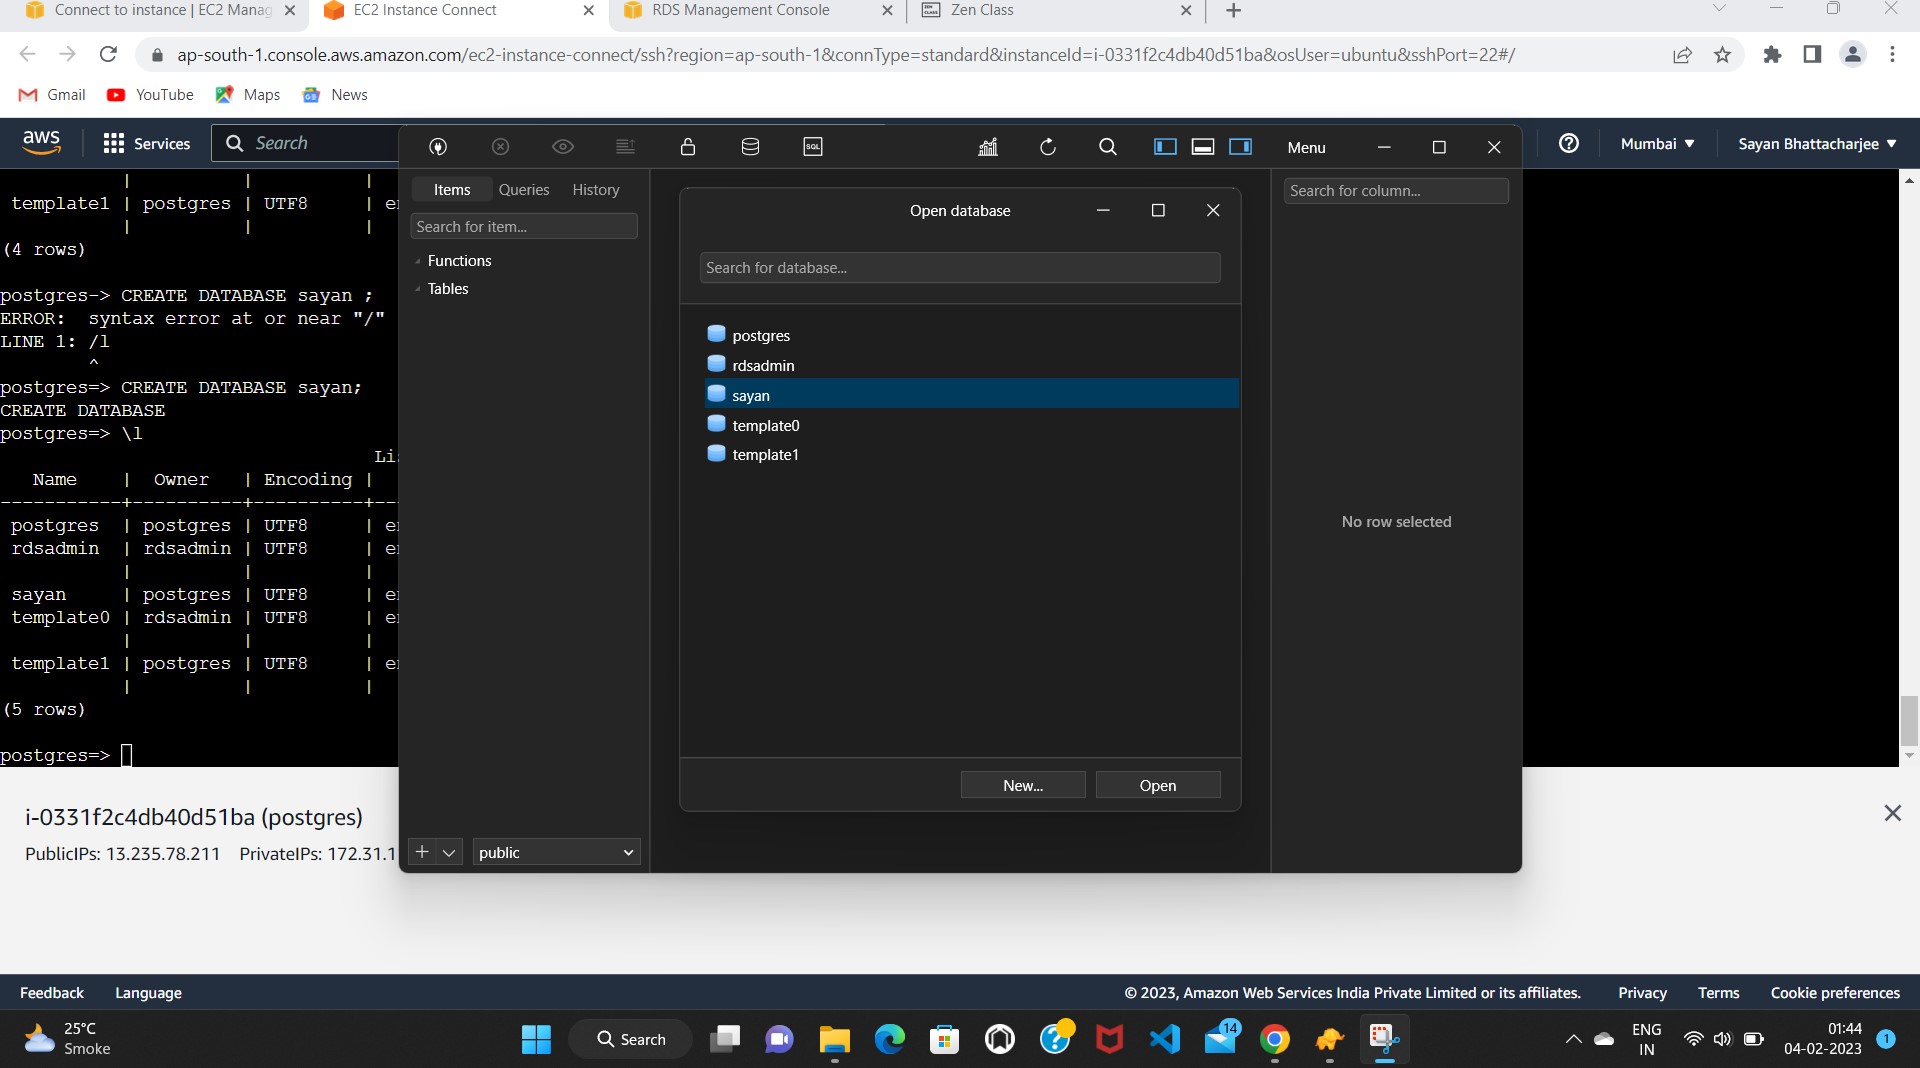 Connect to instance | EC2 Manag
EC2 Instance Connect
RDS Management Console
Zen Class
ap-south-1.console.aws.amazon.com/ec2-instance-connect/ssh?region=ap-south-1&connType=standard&instanceId=i-0331f2c4db40d51ba&osUser=ubuntu&sshPort=22#/
Gmail
YouTube
Maps
News
aws
Services
Search
Mumbai
Sayan Bhattacharjee
template1 | postgres | UTF8 | e
(4 rows)
postgres-> CREATE DATABASE sayan ;
ERROR: syntax error at or near "/"
LINE 1: /l
^
postgres=> CREATE DATABASE sayan;
CREATE DATABASE
postgres=> \l
Li
Name | Owner | Encoding |
postgres | postgres | UTF8 | e
rdsadmin | rdsadmin | UTF8 | e
sayan | postgres | UTF8 | e
template0 | rdsadmin | UTF8 | e
template1 | postgres | UTF8 | e
(5 rows)
postgres=>
SQL
Menu
Items
Queries
History
Search for item...
Functions
Tables
public
Open database
Search for database...
postgres
rdsadmin
sayan
template0
template1
New...
Open
Search for column...
No row selected
i-0331f2c4db40d51ba (postgres)
PublicIPs: 13.235.78.211 PrivateIPs: 172.31.1
Feedback
Language
© 2023, Amazon Web Services India Private Limited or its affiliates.
Privacy
Terms
Cookie preferences
25°C
Smoke
Search
14
ENG
IN
01:44
04-02-2023
1